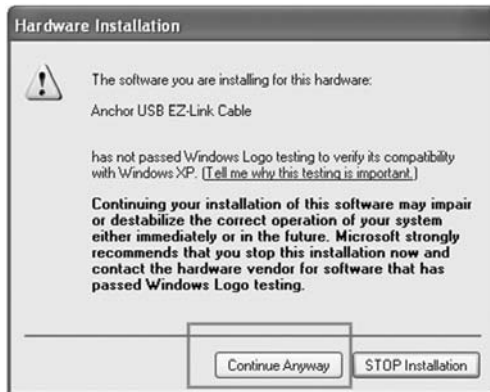 Hardware Installation
The software you are installing for this hardware:
Anchor USB EZ-Link Cable
has not passed Windows Logo testing to verify its compatibility
with Windows XP. (Tell me why this testing is important.)
Continuing your installation of this software may impair
or destabilize the correct operation of your system
either immediately or in the future. Microsoft strongly
recommends that you stop this installation now and
contact the hardware vendor for software that has
passed Windows Logo testing.
Continue Anyway STOP Installation